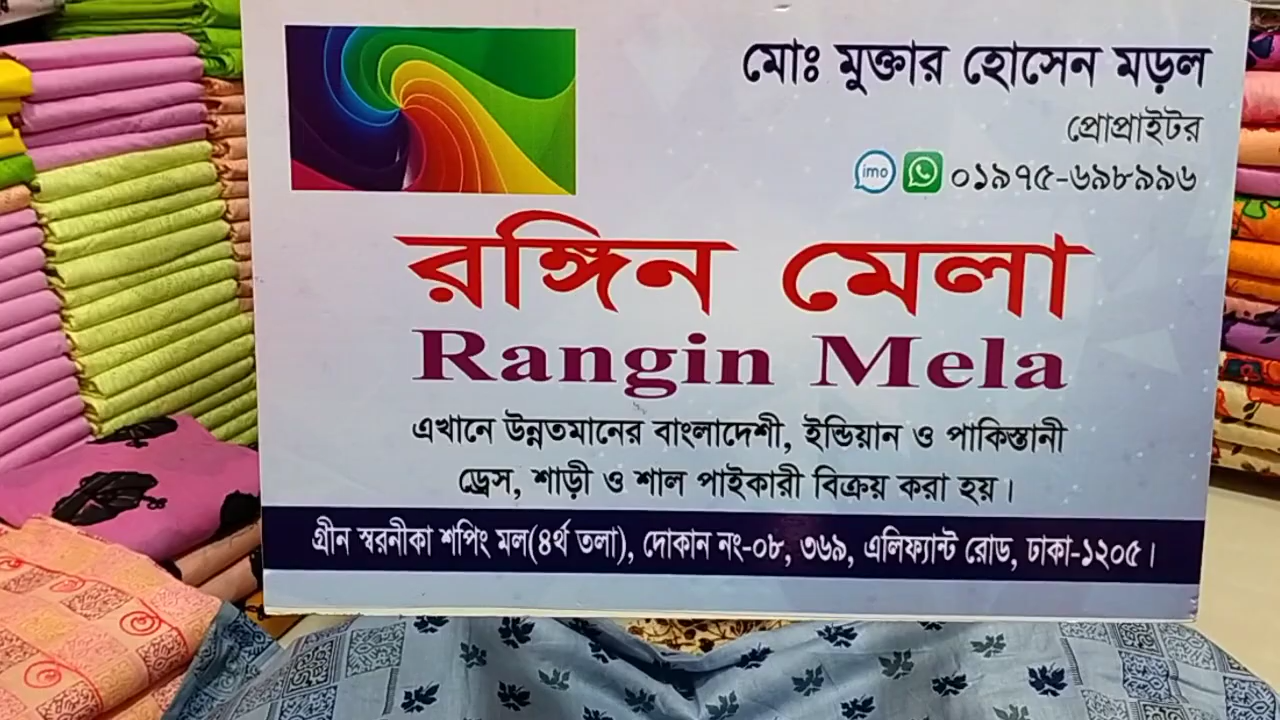 মোঃ মুক্তার হোসেন মড়ল
প্রোপ্রাইটর
imo ০১৯৭৫-৬৯৮৯৯৬
রঙ্গিন মেলা
Rangin Mela
এখানে উন্নতমানের বাংলাদেশী, ইন্ডিয়ান ও পাকিস্তানী
ড্রেস, শাড়ী ও শাল পাইকারী বিক্রয় করা হয়।
গ্রীন স্বরনীকা শপিং মল(৪র্থ তলা), দোকান নং-০৮, ৩৬৯, এলিফ্যান্ট রোড, ঢাকা-১২০৫।